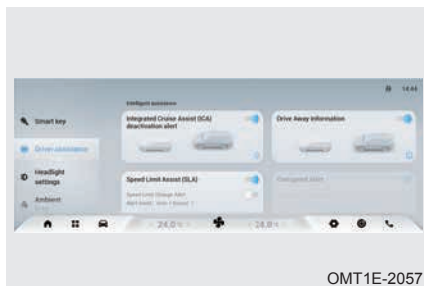 14:44
Intelligent assistance
Smart key
Integrated Cruise Assist (ICA)
deactivation alert
Drive Away Information
Driver assistance
Headlight
settings
Speed Limit Assist (SLA)
Speed Limit Change Alert
Ambient
24.0
24.0
OMT1E-2057